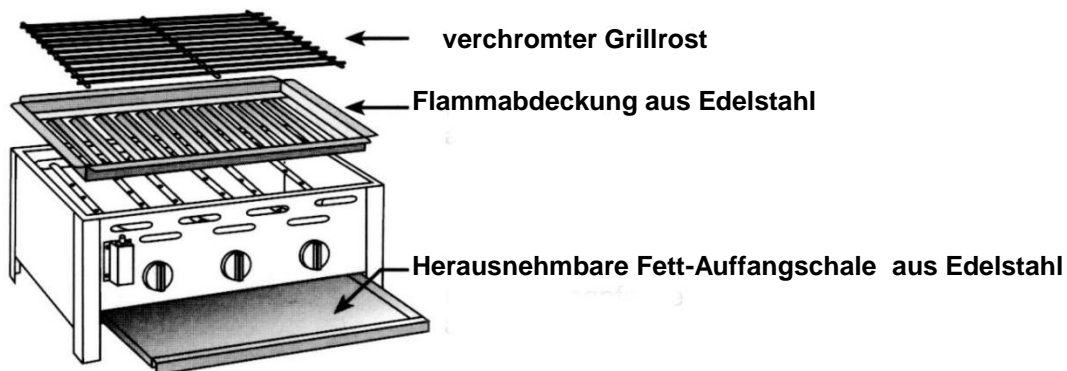 verchromter Grillrost
Flammabdeckung aus Edelstahl
Herausnehmbare Fett-Auffangschale aus Edelstahl